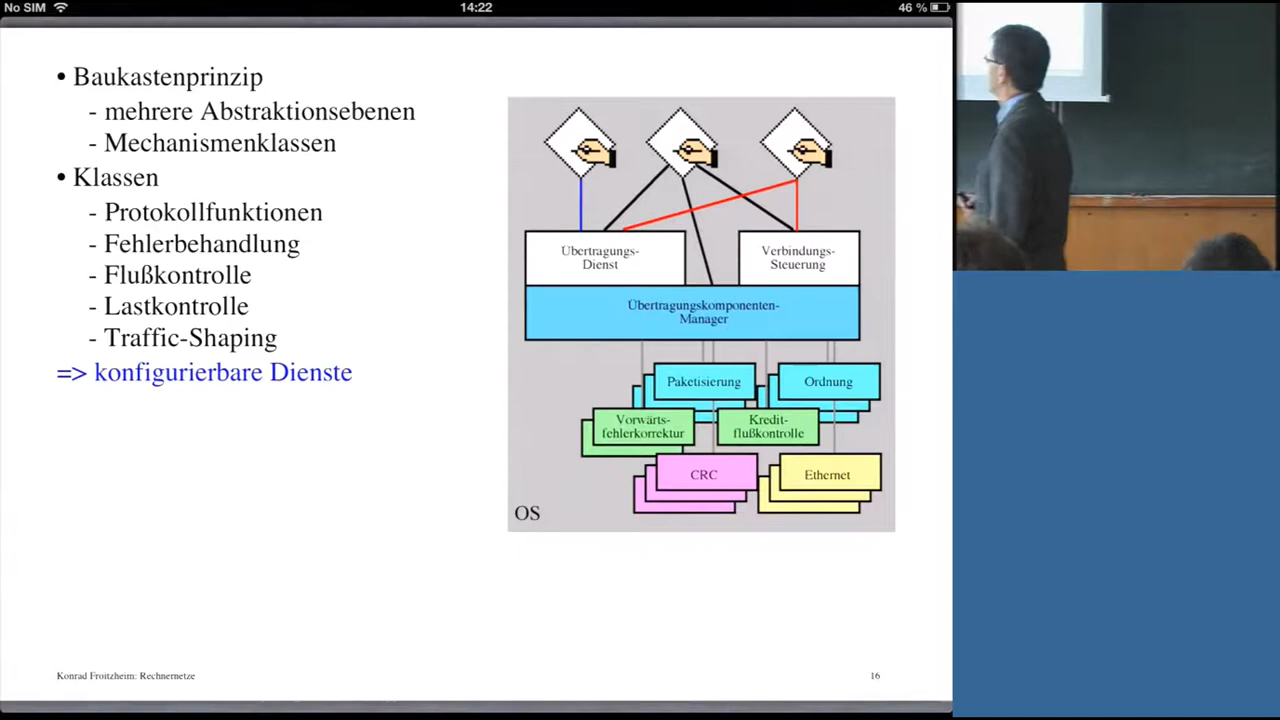 No SIM 14:22 46 %
• Baukastenprinzip
- mehrere Abstraktionsebenen
- Mechanismenklassen
• Klassen
- Protokollfunktionen
- Fehlerbehandlung
- Flußkontrolle
- Lastkontrolle
- Traffic-Shaping
=> konfigurierbare Dienste
Übertragungs-
Dienst
Verbindungs-
Steuerung
Übertragungskomponenten-
Manager
Paketisierung
Ordnung
Vorwärts-
fehlerkorrektur
Kredit-
flußkontrolle
CRC
Ethernet
OS
Konrad Froitzheim: Rechnernetze
16